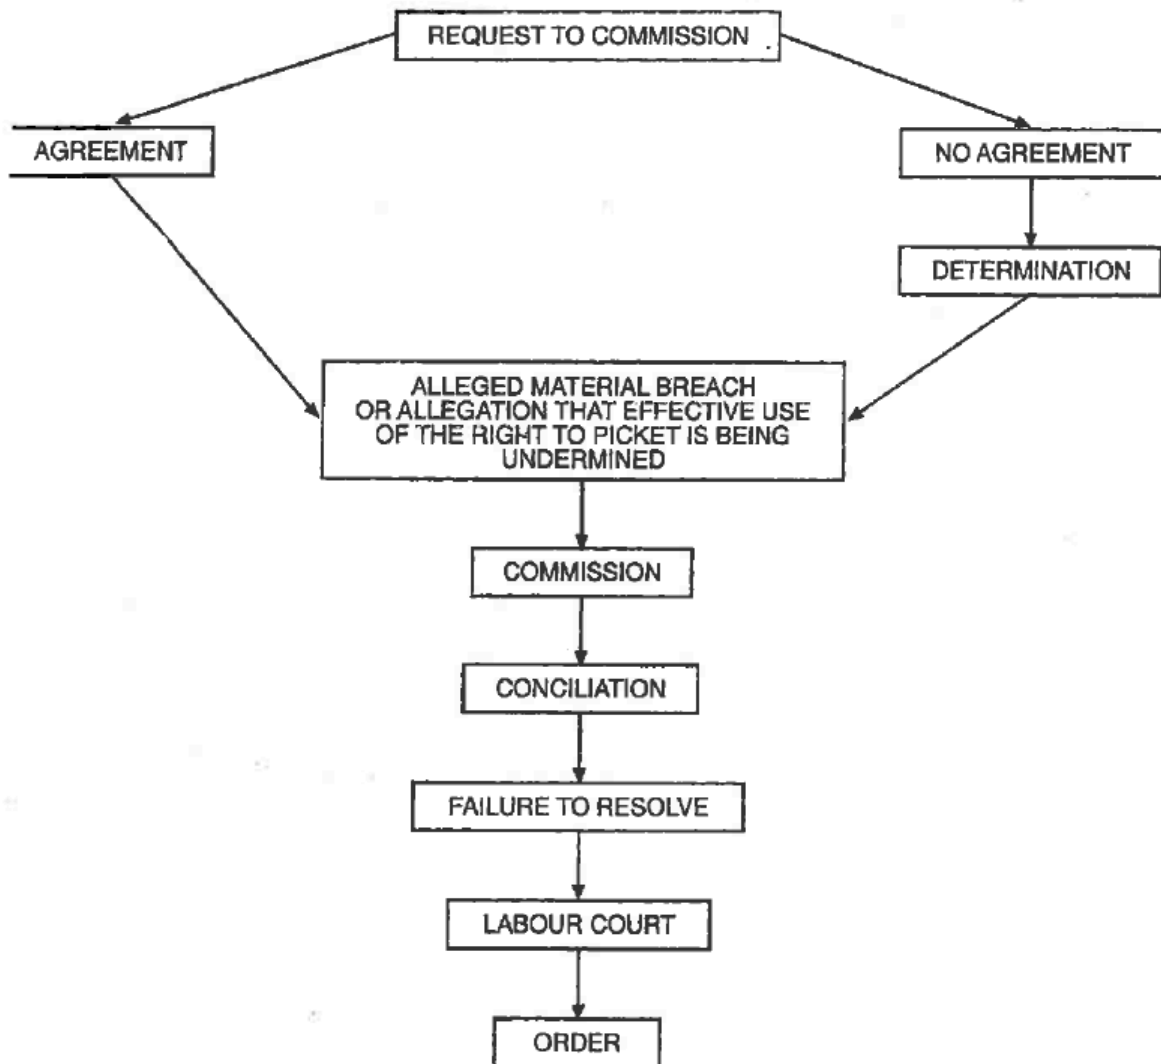 REQUEST TO COMMISSION
AGREEMENT
NO AGREEMENT
DETERMINATION
ALLEGED MATERIAL BREACH
OR ALLEGATION THAT EFFECTIVE USE
OF THE RIGHT TO PICKET IS BEING
UNDERMINED
COMMISSION
CONCILIATION
FAILURE TO RESOLVE
LABOUR COURT
ORDER